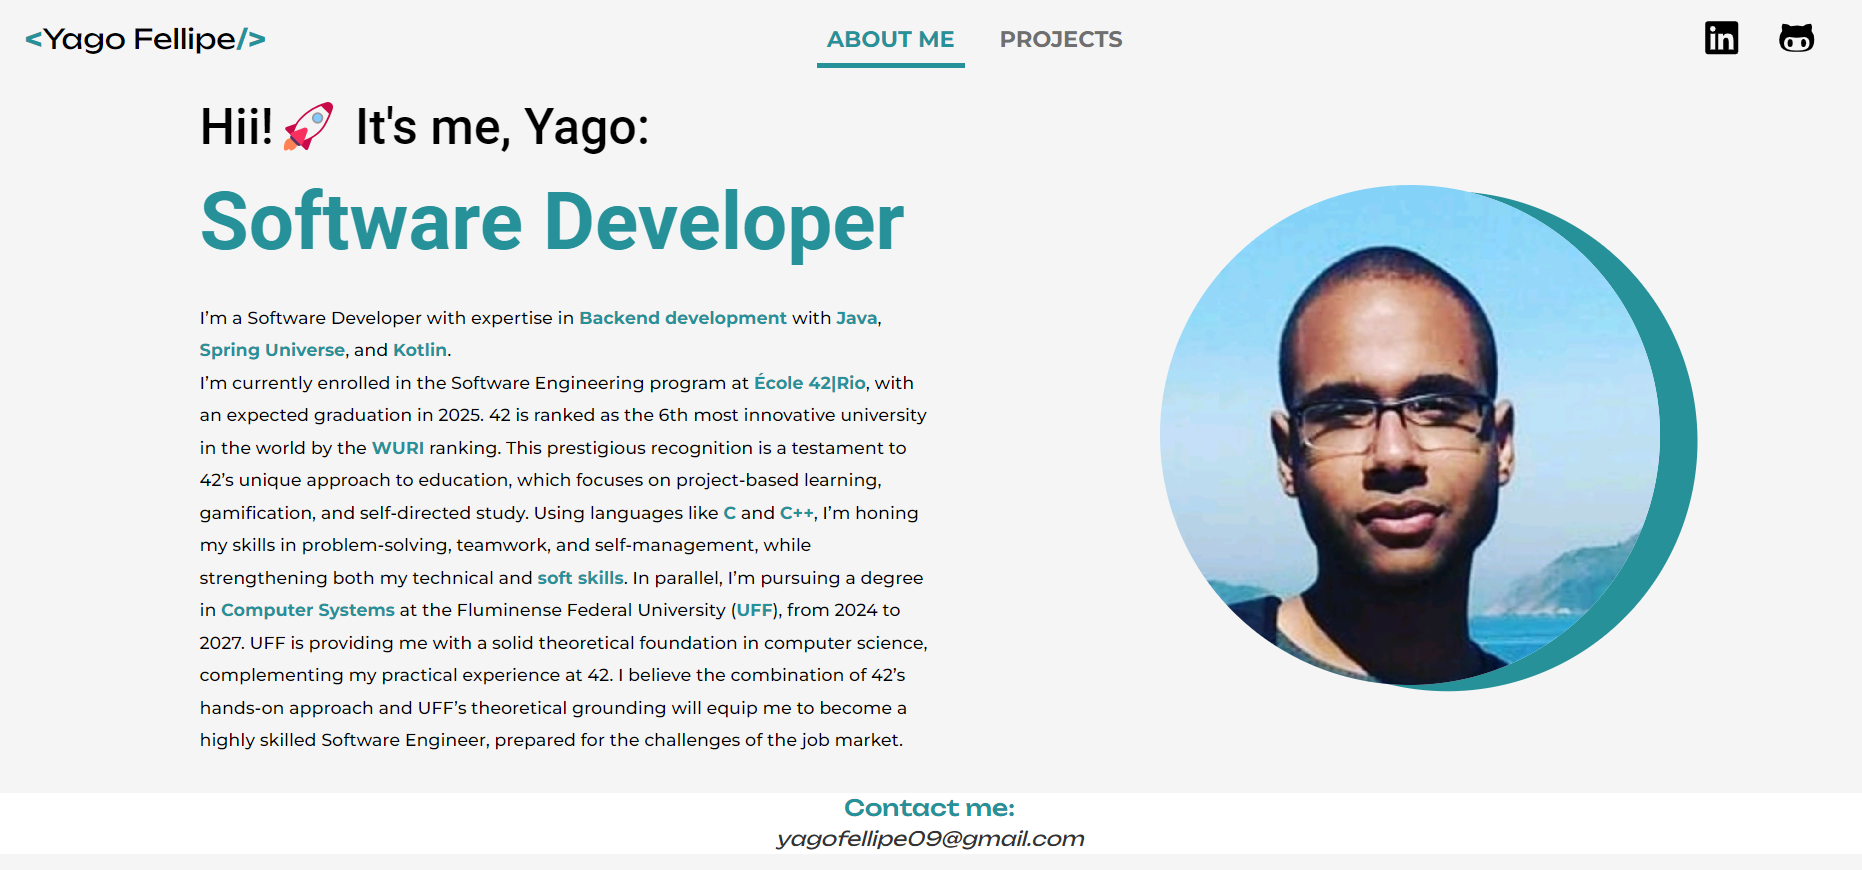 <Yago Fellipe/>
ABOUT ME
PROJECTS
in
Hii!🚀 It's me, Yago:
Software Developer
I’m a Software Developer with expertise in Backend development with Java,
Spring Universe, and Kotlin.
I’m currently enrolled in the Software Engineering program at École 42|Rio, with
an expected graduation in 2025. 42 is ranked as the 6th most innovative university
in the world by the WURI ranking. This prestigious recognition is a testament to
42’s unique approach to education, which focuses on project-based learning,
gamification, and self-directed study. Using languages like C and C++, I’m honing
my skills in problem-solving, teamwork, and self-management, while
strengthening both my technical and soft skills. In parallel, I’m pursuing a degree
in Computer Systems at the Fluminense Federal University (UFF), from 2024 to
2027. UFF is providing me with a solid theoretical foundation in computer science,
complementing my practical experience at 42. I believe the combination of 42’s
hands-on approach and UFF’s theoretical grounding will equip me to become a
highly skilled Software Engineer, prepared for the challenges of the job market.
Contact me:
yagofellipe09@gmail.com